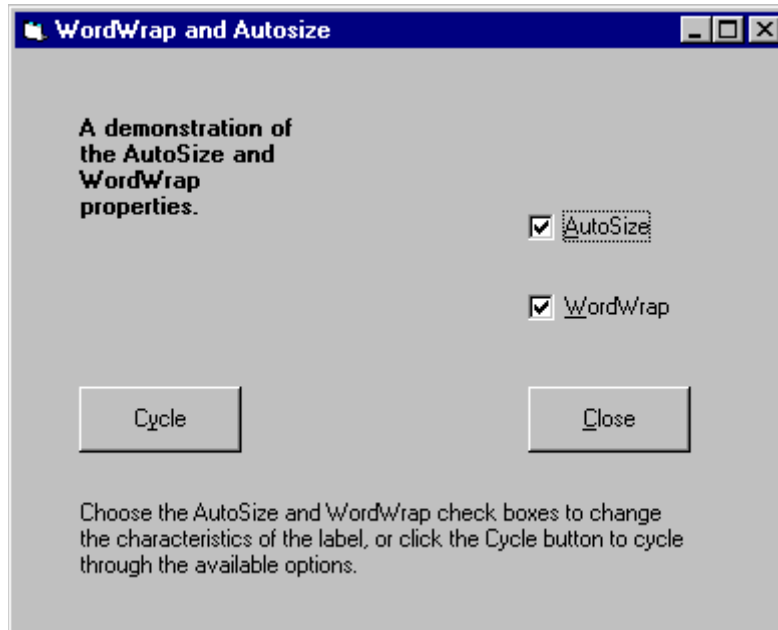 WordWrap and Autosize
A demonstration of
the AutoSize and
WordWrap
properties.
AutoSize
WordWrap
Cycle
Close
Choose the AutoSize and WordWrap check boxes to change
the characteristics of the label, or click the Cycle button to cycle
through the available options.